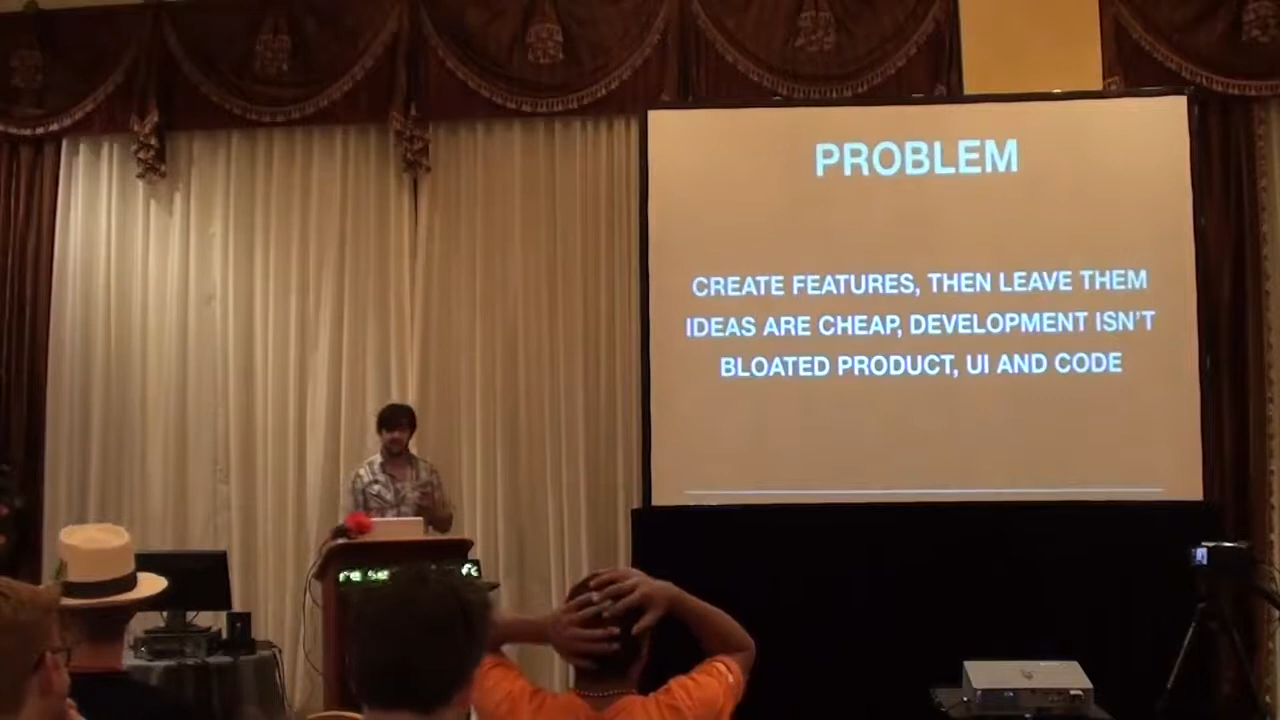 PROBLEM
CREATE FEATURES, THEN LEAVE THEM
IDEAS ARE CHEAP, DEVELOPMENT ISN'T
BLOATED PRODUCT, UI AND CODE